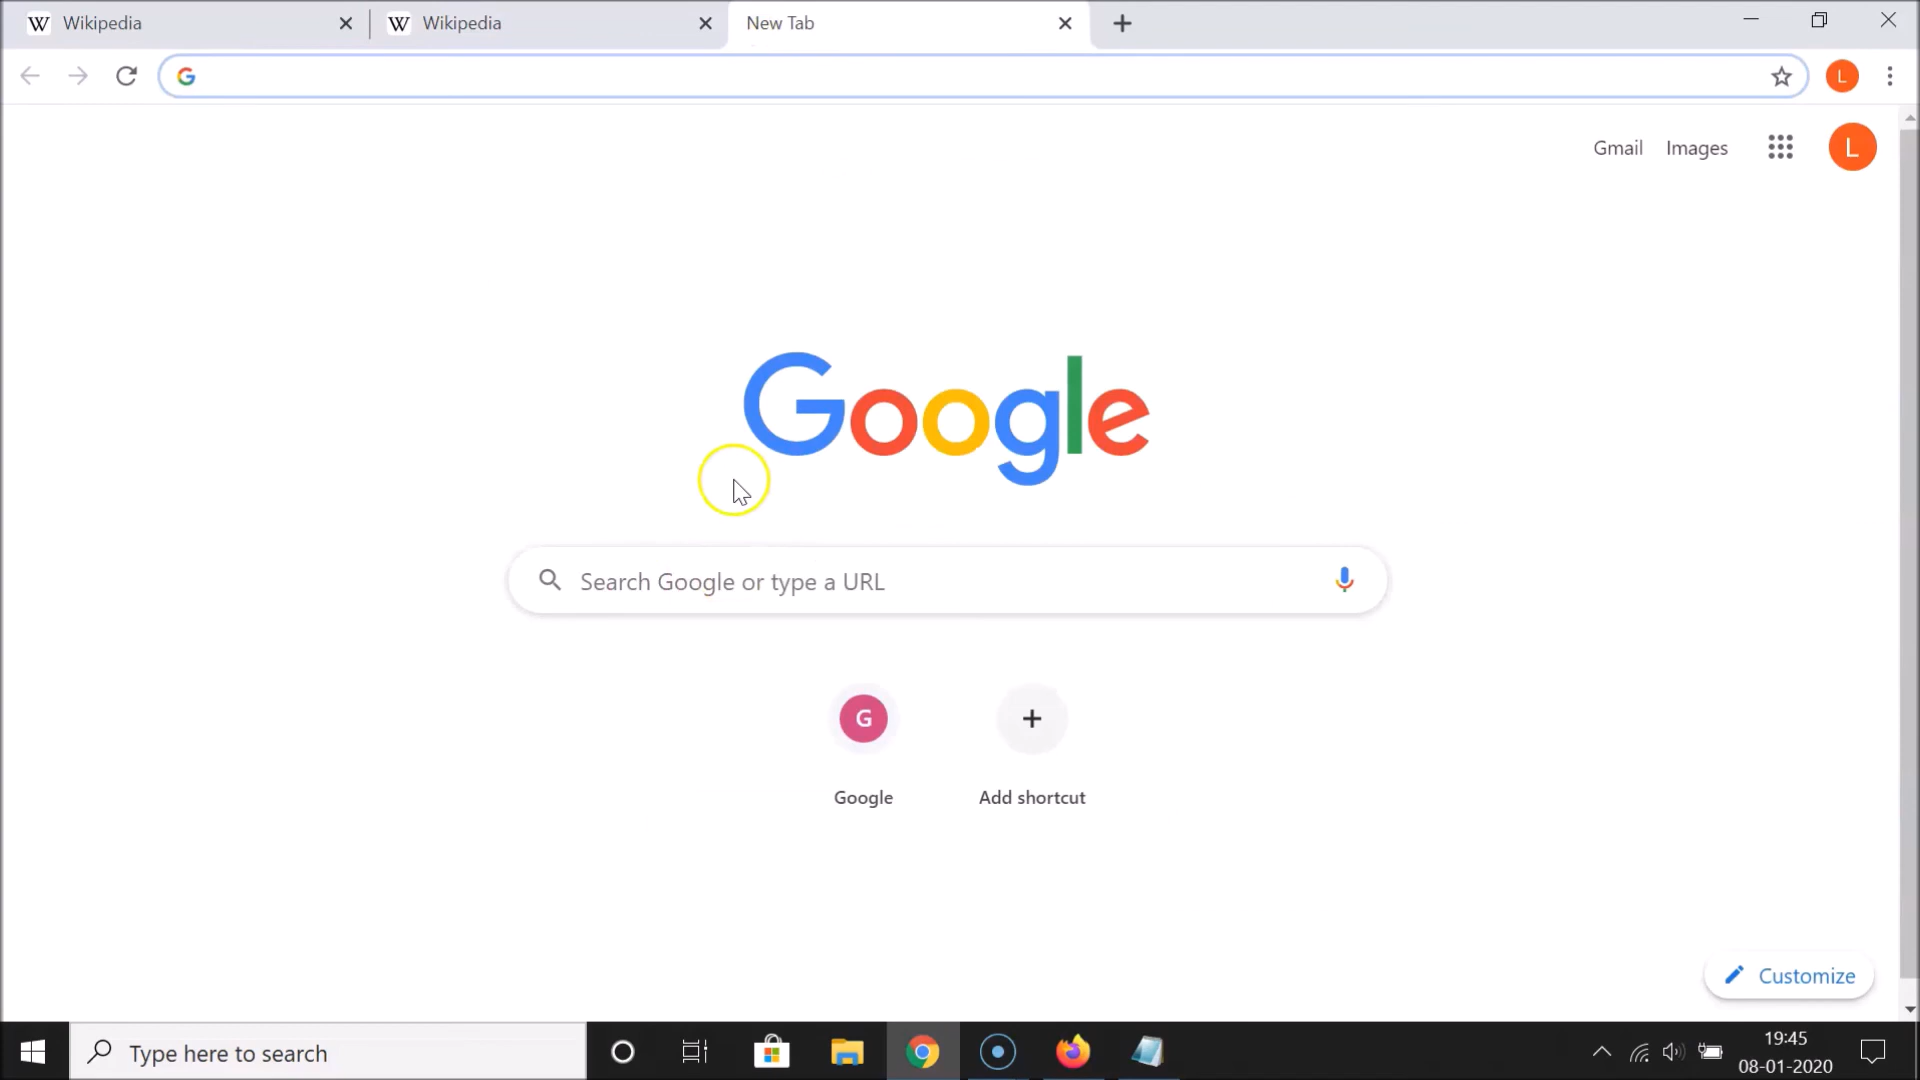 W Wikipedia W Wikipedia New Tab
G
L
Gmail Images L
Google
Search Google or type a URL
G
Google Add shortcut
Customize
Type here to search
19:45
08-01-2020